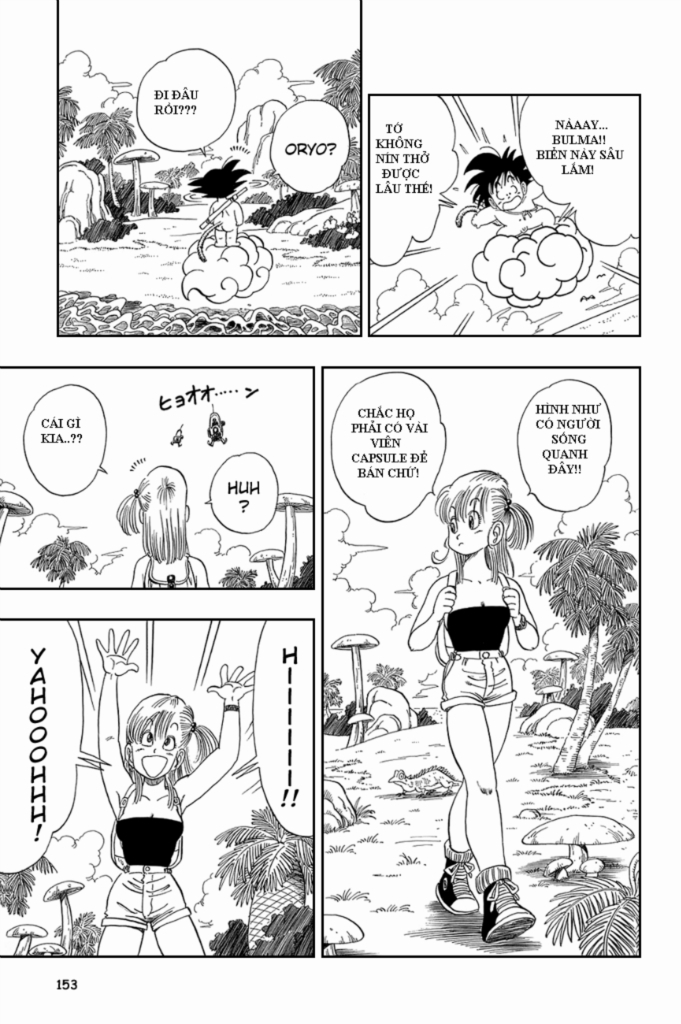 NÀAAY...
BULMA!!
BIỂN NÀY SÂU
LẮM!
TỚ
KHÔNG
NÍN THỞ
ĐƯỢC
LÂU THẾ!
ĐI ĐÂU
RỒI???
ORYO?
HÌNH NHƯ
CÓ NGƯỜI
SỐNG
QUANH
ĐÂY!!
CHẮC HỌ
PHẢI CÓ VÀI
VIÊN
CAPSULE ĐỂ
BÁN CHỨ!
ヒョオオ・・・・・ン
HUH
?
CÁI GÌ
KIA..??
HIIIIIII!!
YAHOOOHHH!
153